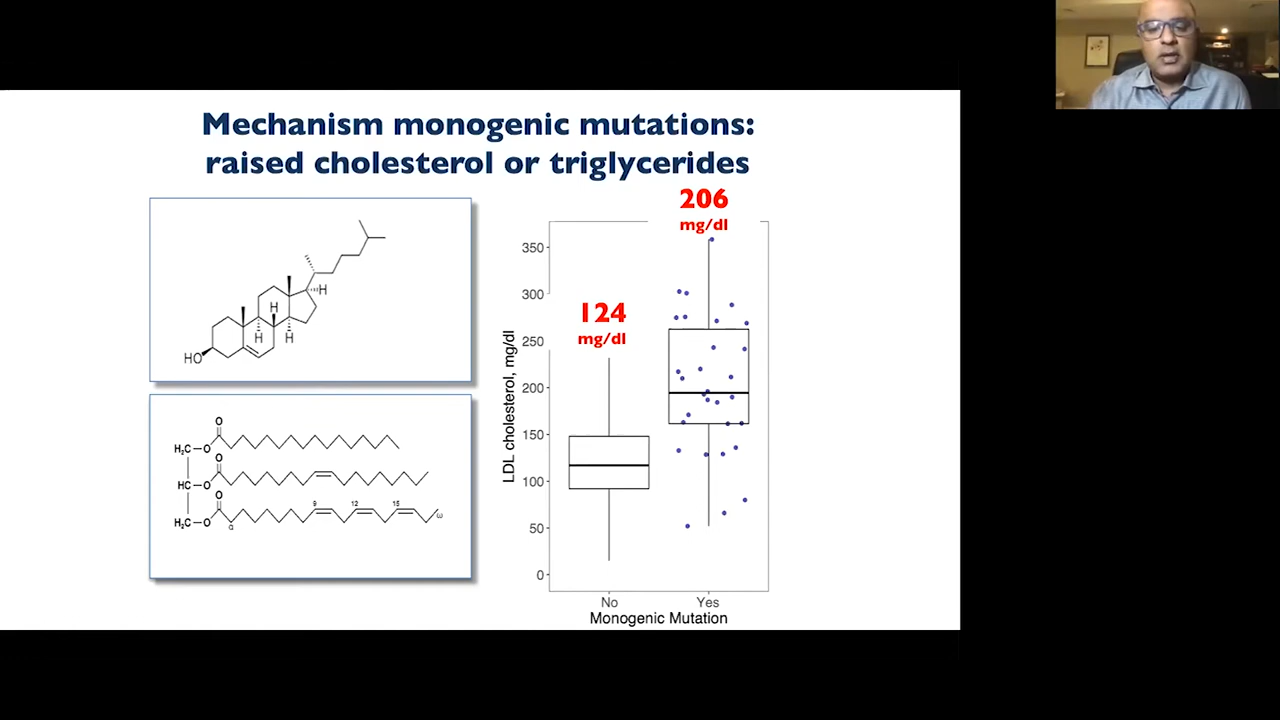 Mechanism monogenic mutations:
raised cholesterol or triglycerides
HO
H
H
H
H
O
H₂C—O
O
HC—O
O
H₂C—O
α
9
12
15
ω
206
mg/dl
124
mg/dl
LDL cholesterol, mg/dl
350
300
250
200
150
100
50
0
No
Yes
Monogenic Mutation